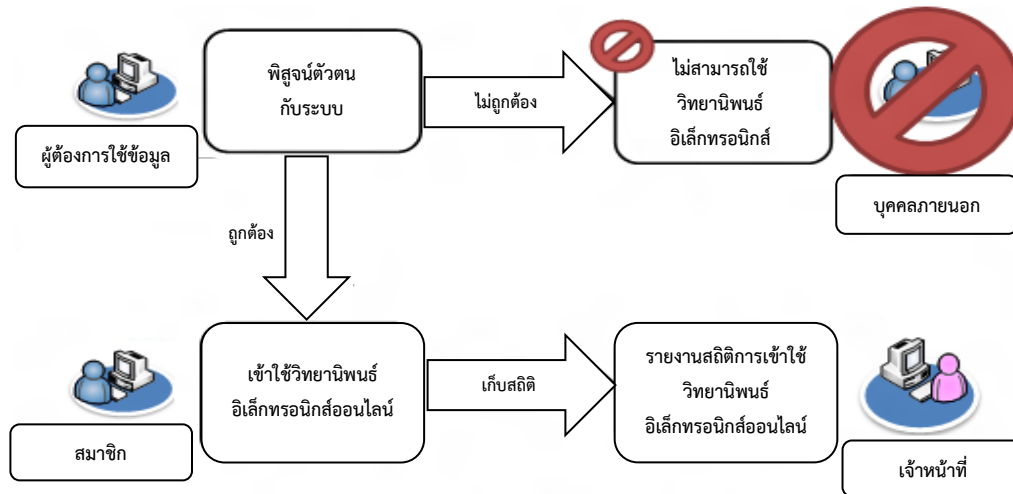 พิสูจน์ตัวตน
กับระบบ
ไม่ถูกต้อง
ไม่สามารถใช้
วิทยานิพนธ์
อิเล็กทรอนิกส์
ผู้ต้องการใช้ข้อมูล
บุคคลภายนอก
ถูกต้อง
เข้าใช้วิทยานิพนธ์
อิเล็กทรอนิกส์ออนไลน์
เก็บสถิติ
รายงานสถิติการเข้าใช้
วิทยานิพนธ์
อิเล็กทรอนิกส์ออนไลน์
สมาชิก
เจ้าหน้าที่